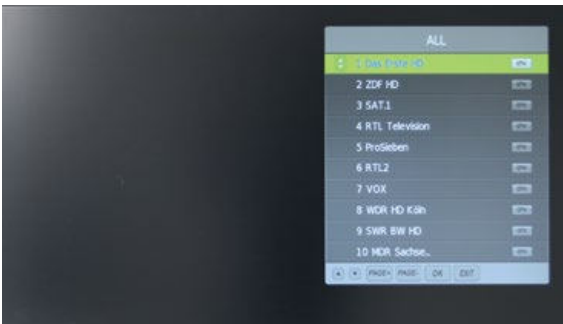 ALL
1 Das Erste HD
2 ZDF HD
3 SAT.1
4 RTL Television
5 ProSieben
6 RTL2
7 VOX
8 WDR HD Köln
9 SWR BW HD
10 MDR Sachse..
PAGE+ PAGE- OK EXIT